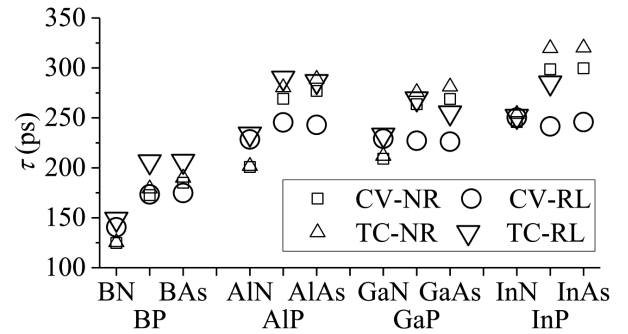 350
300
250
200
150
100
τ (ps)
CV-NR CV-RL
TC-NR TC-RL
BN BAs AlN AlAs GaN GaAs InN InAs
BP AlP GaP InP